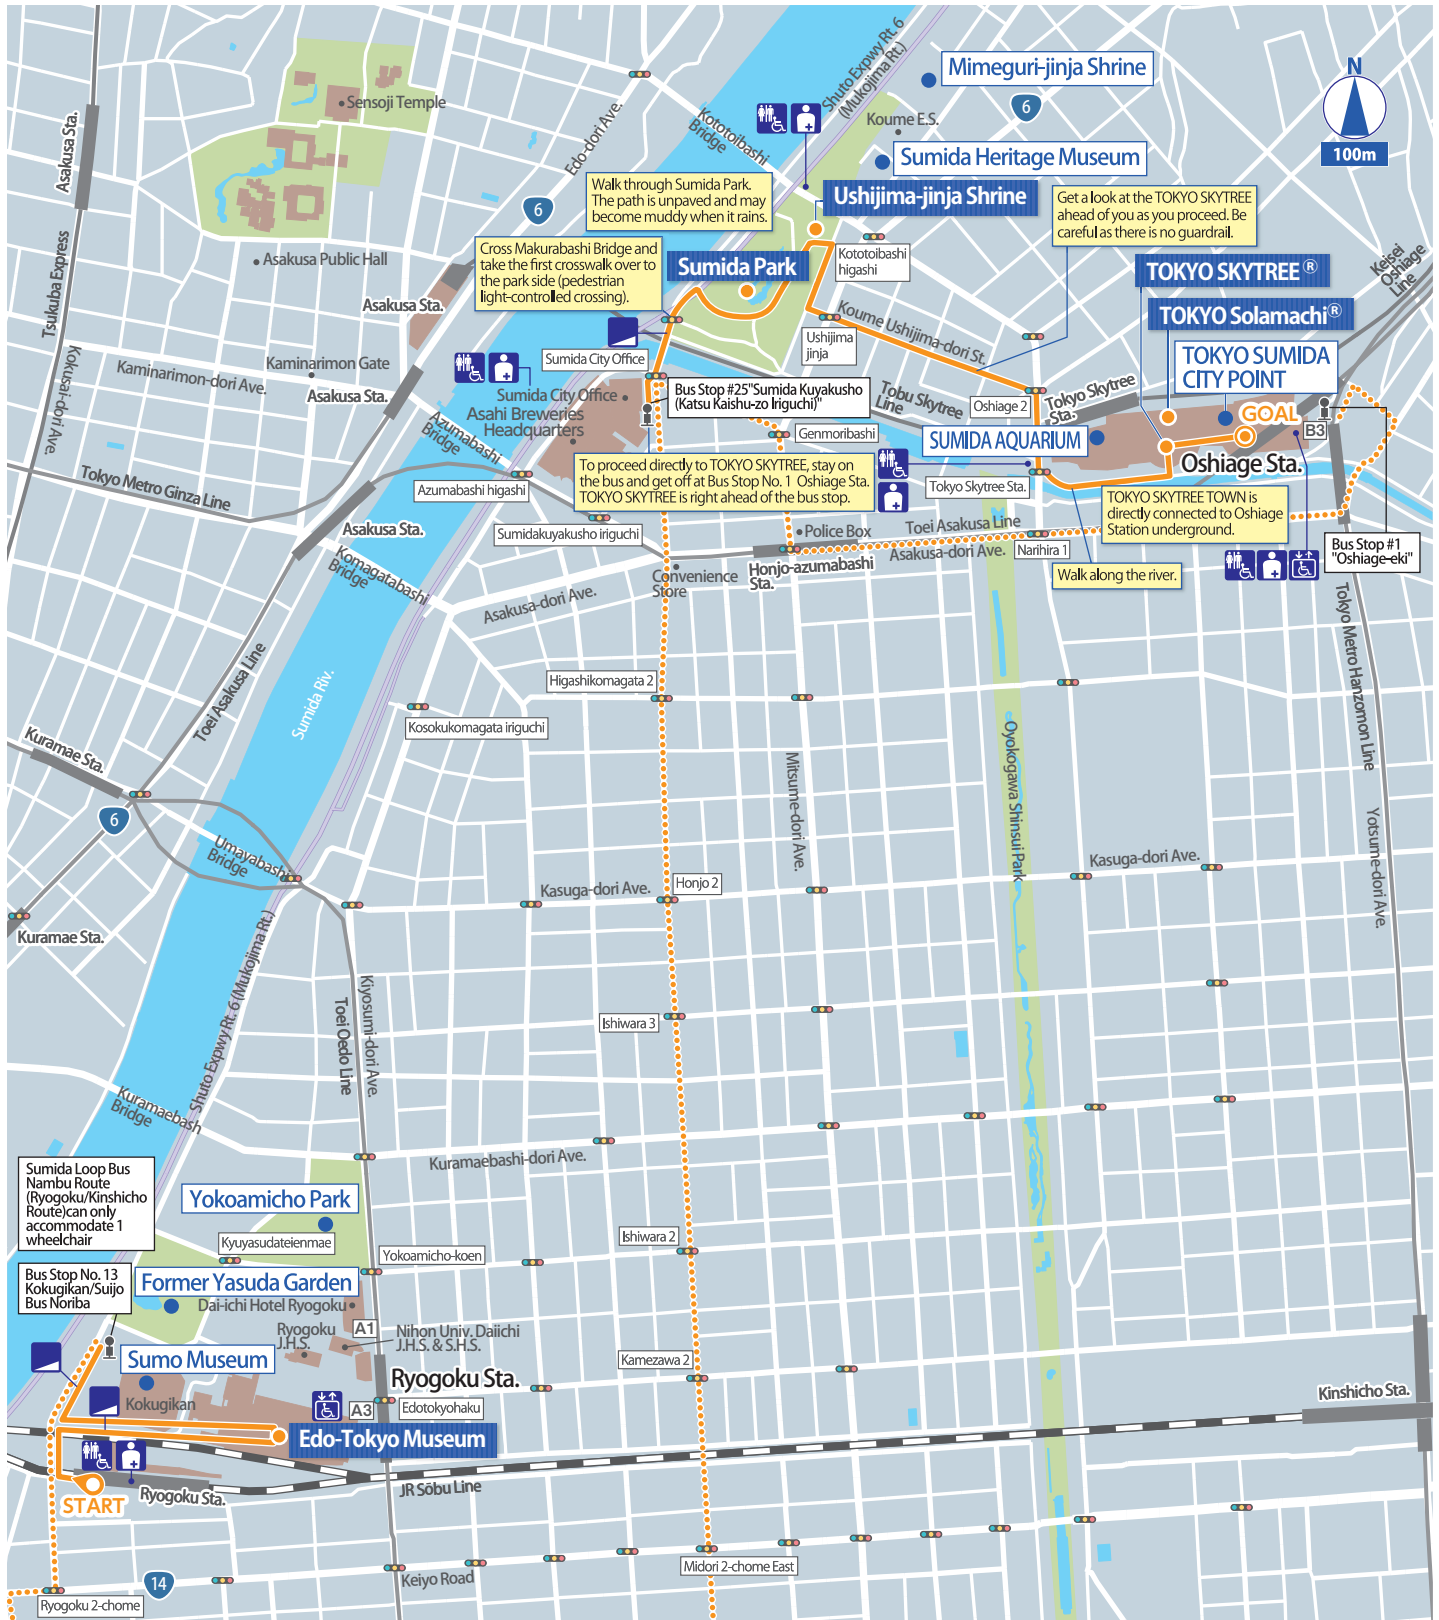 Mimeguri-jinja Shrine
Shuto Expwy Rt. 6
(Mukojima Rt.)
6
N
100m
Sensoji Temple
Edo-dori Ave.
Kototoibashi
Bridge
Koume E.S.
Sumida Heritage Museum
Asakusa Sta.
Walk through Sumida Park.
The path is unpaved and may
become muddy when it rains.
Ushijima-jinja Shrine
Get a look at the TOKYO SKYTREE
ahead of you as you proceed. Be
careful as there is no guardrail.
6
Cross Makurabashi Bridge and
take the first crosswalk over to
the park side (pedestrian
light-controlled crossing).
Sumida Park
Kototoibashi
higashi
TOKYO SKYTREE®
Keisei
Oshiage
Line
Asakusa Public Hall
Tsukuba Express
Asakusa Sta.
TOKYO Solamachi®
Koume Ushijima-dori St.
Ushijima
jinja
TOKYO SUMIDA
CITY POINT
Kokusai-dori Ave.
Kaminarimon Gate
Kaminarimon-dori Ave.
Sumida City Office
Asakusa Sta.
Sumida City Office
Asahi Breweries
Headquarters
Bus Stop #25"Sumida Kuyakusho
(Katsu Kaishu-zo Iriguchi)"
Tobu Skytree
Line
Oshiage 2
Tokyo Skytree
Sta.
GOAL
B3
Azumabashi
Bridge
Genmoribashi
SUMIDA AQUARIUM
Oshiage Sta.
To proceed directly to TOKYO SKYTREE, stay on
the bus and get off at Bus Stop No. 1 Oshiage Sta.
TOKYO SKYTREE is right ahead of the bus stop.
Tokyo Metro Ginza Line
Azumabashi higashi
Tokyo Skytree Sta.
TOKYO SKYTREE TOWN is
directly connected to Oshiage
Station underground.
Asakusa Sta.
Sumidakuyakusho iriguchi
Police Box
Toei Asakusa Line
Asakusa-dori Ave.
Narihira 1
Bus Stop #1
"Oshiage-eki"
Komagatabashi
Bridge
Convenience
Store
Honjo-azumabashi
Sta.
Walk along the river.
Asakusa-dori Ave.
Tokyo Metro Hanzomon Line
Toei Asakusa Line
Sumida Riv.
Higashikomagata 2
Kosokukomagata iriguchi
Kuramae Sta.
Mitsume-dori Ave.
Oyokogawa Shinsui Park
6
Umayabashi
Bridge
Yotsume-dori Ave.
Kasuga-dori Ave.
Kasuga-dori Ave.
Honjo 2
Kuramae Sta.
Shuto Expwy Rt. 6 (Mukojima Rt.)
Kiyosumi-dori Ave.
Toei Oedo Line
Ishiwara 3
Kuramaebash
Bridge
Kuramaebashi-dori Ave.
Sumida Loop Bus
Nambu Route
(Ryogoku/Kinshicho
Route)can only
accommodate 1
wheelchair
Yokoamicho Park
Kyuyasudateienmae
Yokoamicho-koen
Ishiwara 2
Bus Stop No. 13
Kokugikan/Suijo
Bus Noriba
Former Yasuda Garden
Dai-ichi Hotel Ryogoku
A1
Ryogoku
J.H.S.
Nihon Univ. Daiichi
J.H.S. & S.H.S.
Sumo Museum
Kamezawa 2
Ryogoku Sta.
Kokugikan
A3
Edotokyohaku
Kinshicho Sta.
Edo-Tokyo Museum
START
Ryogoku Sta.
JR Sōbu Line
Midori 2-chome East
14
Keiyo Road
Ryogoku 2-chome